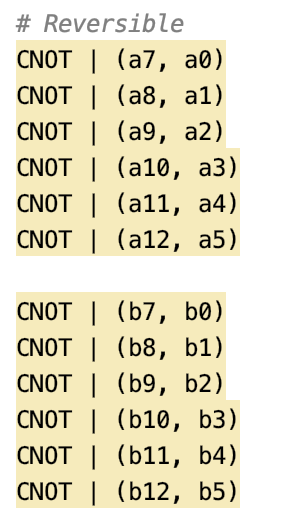 # Reversible
CNOT | (a7, a0)
CNOT | (a8, a1)
CNOT | (a9, a2)
CNOT | (a10, a3)
CNOT | (a11, a4)
CNOT | (a12, a5)
CNOT | (b7, b0)
CNOT | (b8, b1)
CNOT | (b9, b2)
CNOT | (b10, b3)
CNOT | (b11, b4)
CNOT | (b12, b5)